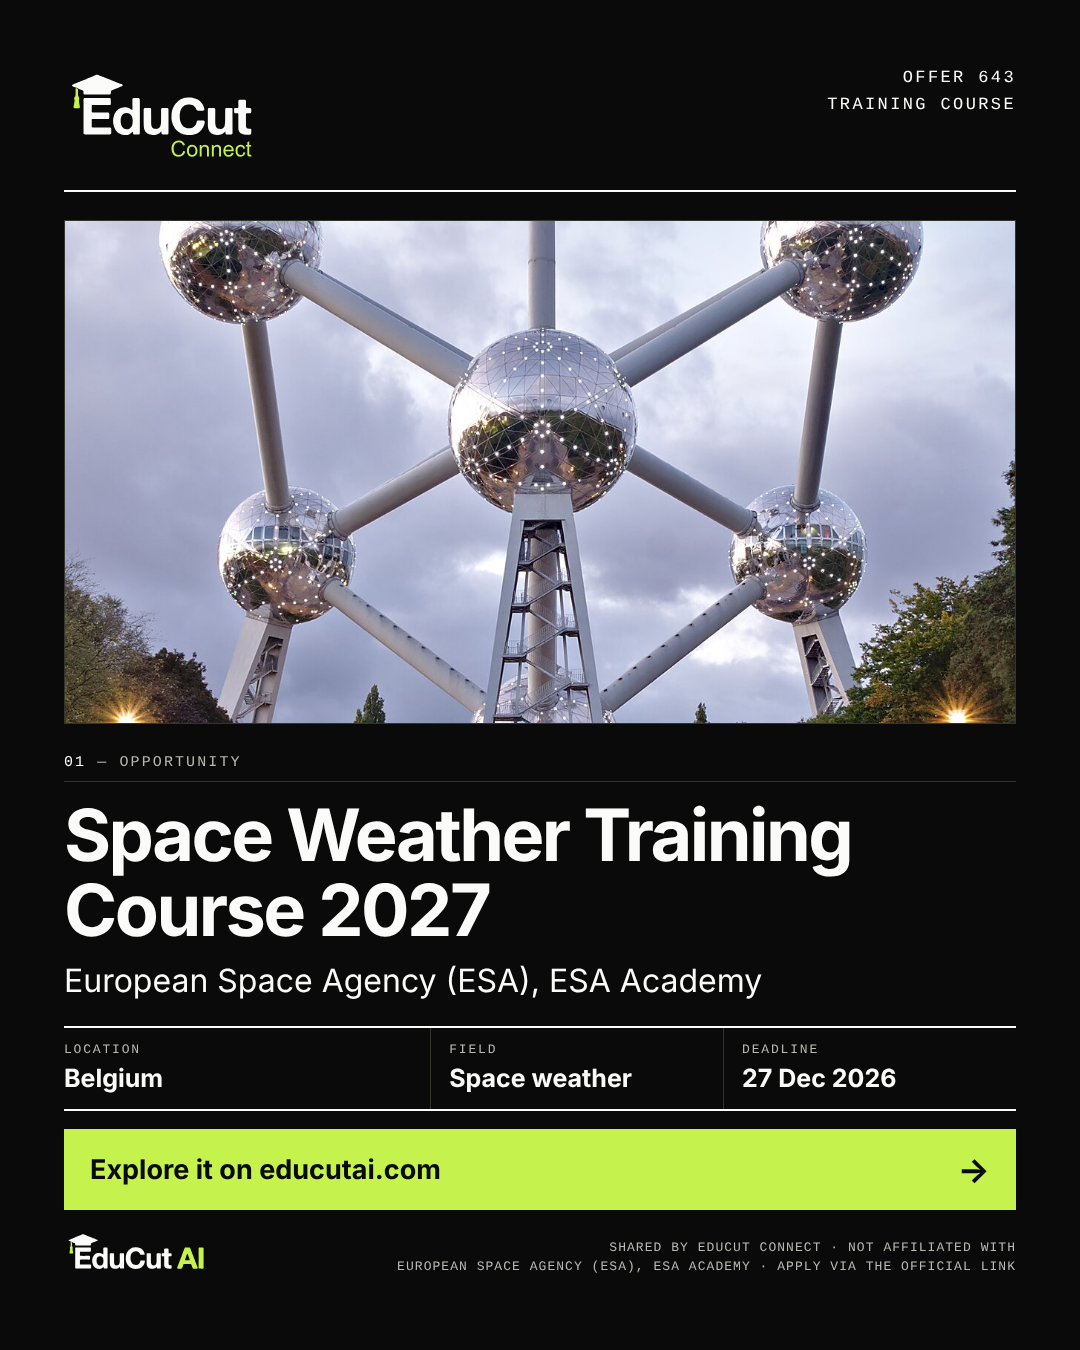 EduCut
Connect
OFFER 643
TRAINING COURSE
01 — OPPORTUNITY
Space Weather Training
Course 2027
European Space Agency (ESA), ESA Academy
LOCATION
Belgium
FIELD
Space weather
DEADLINE
27 Dec 2026
Explore it on educutai.com →
EduCut AI
SHARED BY EDUCUT CONNECT · NOT AFFILIATED WITH
EUROPEAN SPACE AGENCY (ESA), ESA ACADEMY · APPLY VIA THE OFFICIAL LINK